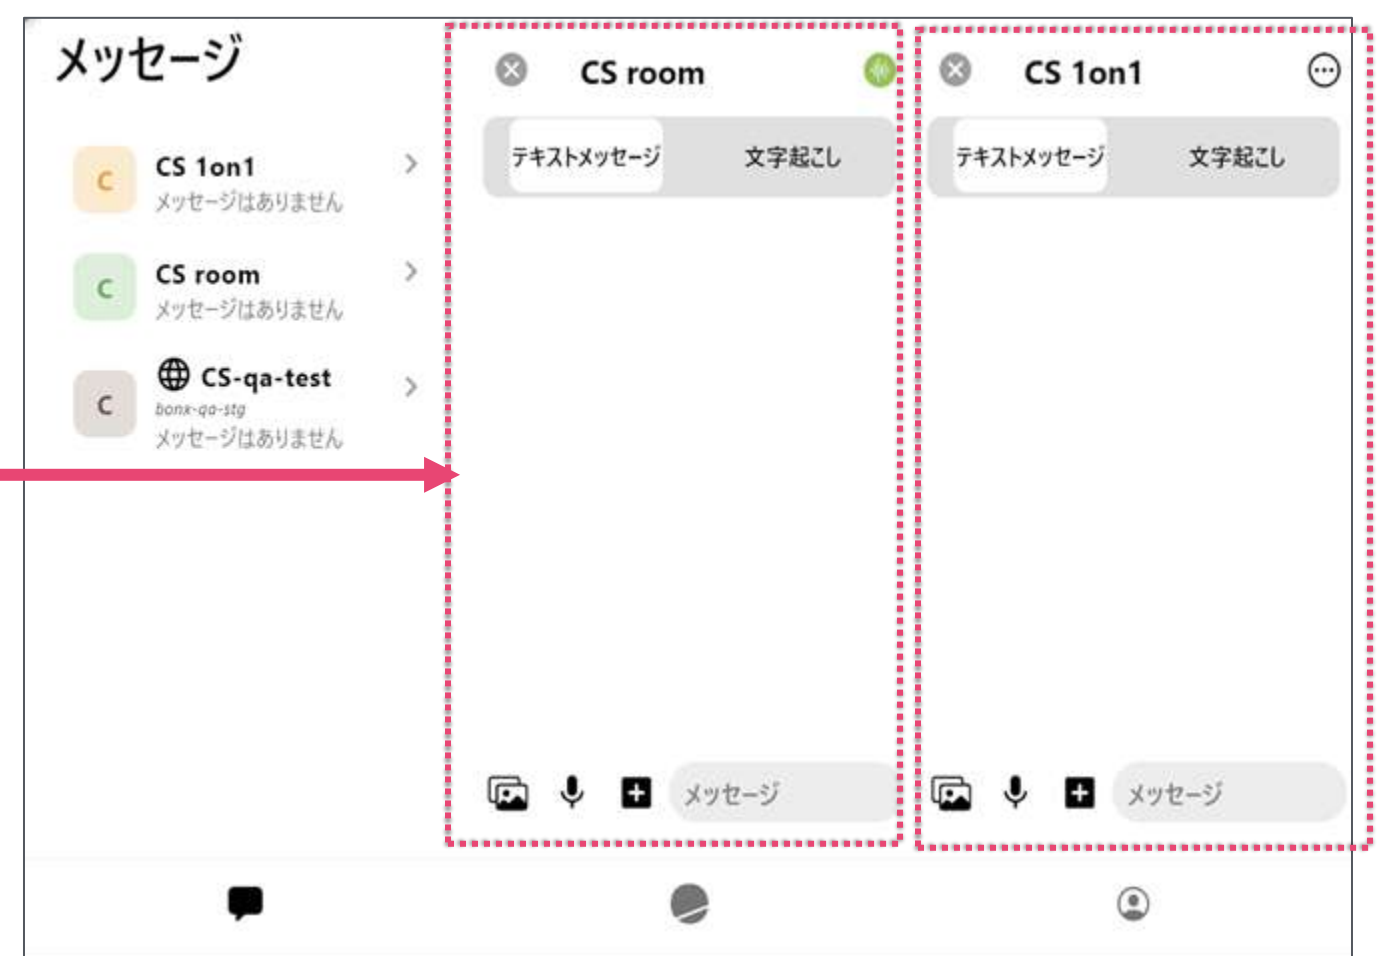 メッセージ
C
CS 1on1
メッセージはありません
C
CS room
メッセージはありません
C
CS-qa-test
bonx-qa-stg
メッセージはありません
CS room
テキストメッセージ
文字起こし
メッセージ
CS 1on1
テキストメッセージ
文字起こし
メッセージ